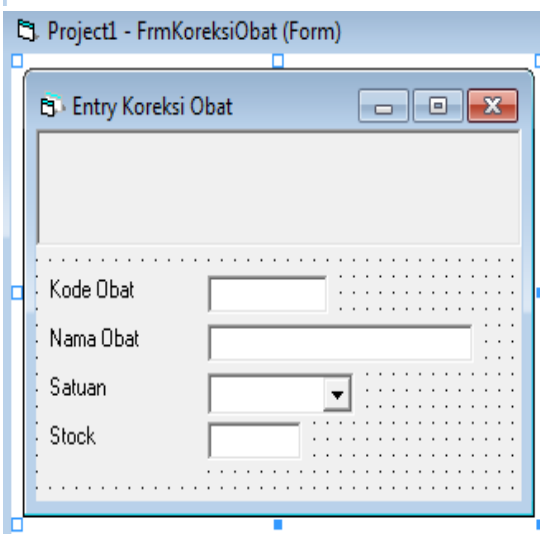 Project1 - FrmKoreksiObat (Form)
Entry Koreksi Obat
Kode Obat
Nama Obat
Satuan
Stock